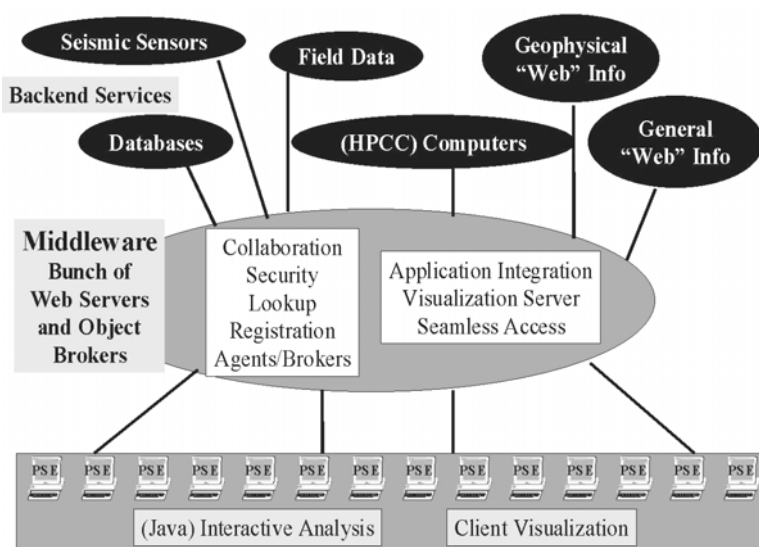 Seismic Sensors
Field Data
Geophysical
“Web” Info
Backend Services
Databases
(HPCC) Computers
General
“Web” Info
Middleware
Bunch of
Web Servers
and Object
Brokers
Collaboration
Security
Lookup
Registration
Agents/Brokers
Application Integration
Visualization Server
Seamless Access
PSE PSE PSE PSE PSE PSE PSE PSE PSE PSE PSE PSE PSE PSE
(Java) Interactive Analysis
Client Visualization